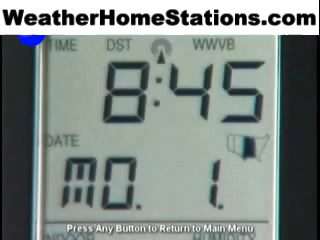 WeatherHomeStations.com
TIME DST WWVB
8:45
DATE
MO. 1.
Press Any Button to Return to Main Menu
INDOOR HUMIDITY